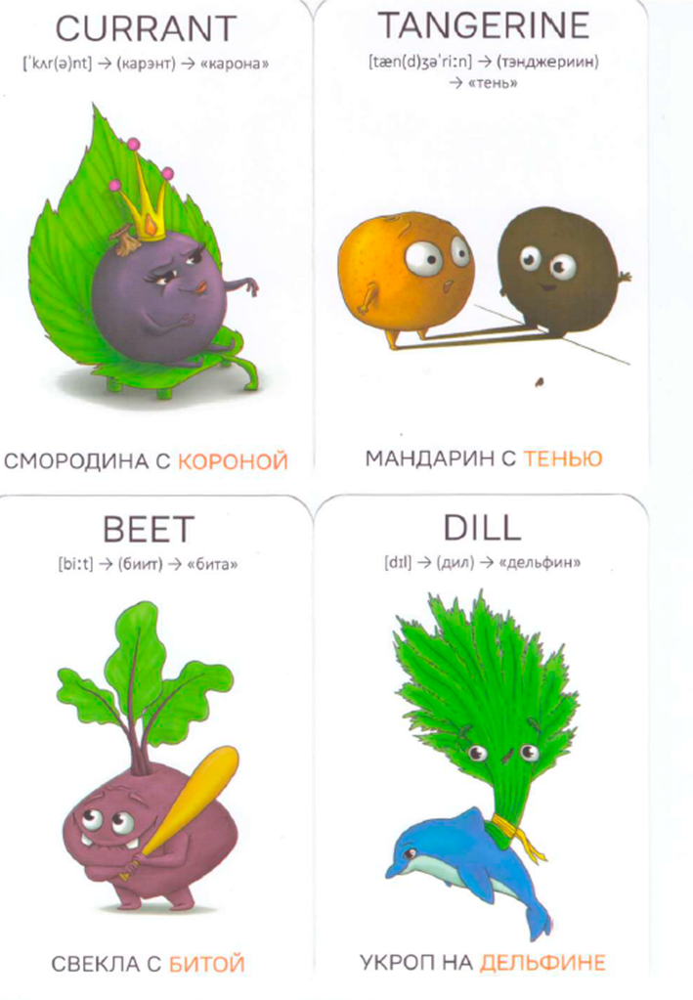 CURRANT
[ˈkʌr(ə)nt] → (карэнт) → «карона»
СМОРОДИНА С КОРОНОЙ
TANGERINE
[tæn(d)ʒəˈriːn] → (тэнджериин)
→ «тень»
МАНДАРИН С ТЕНЬЮ
BEET
[biːt] → (биит) → «бита»
СВЕКЛА С БИТОЙ
DILL
[dɪl] → (дил) → «дельфин»
УКРОП НА ДЕЛЬФИНЕ